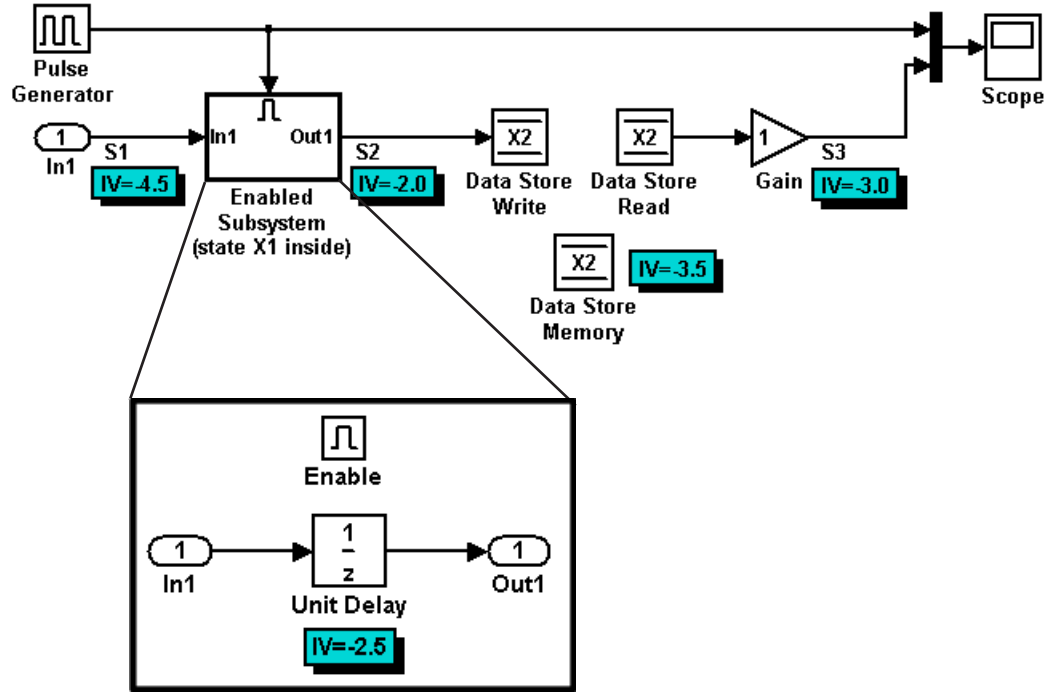 Pulse
Generator
1
In1
S1
IV=-4.5
In1
Out1
Enabled
Subsystem
(state X1 inside)
S2
IV=-2.0
X2
Data Store
Write
X2
Data Store
Read
1
Gain
S3
IV=-3.0
Scope
X2
Data Store
Memory
IV=-3.5
Enable
1
In1
1
z
Unit Delay
IV=-2.5
1
Out1